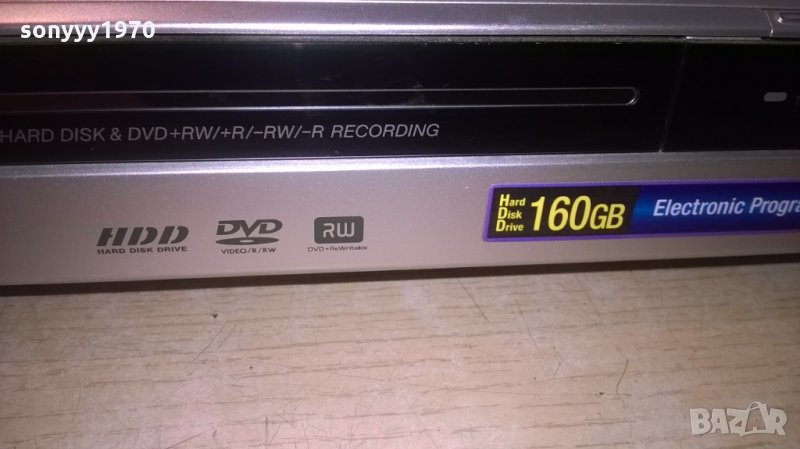 sonyyy1970
HARD DISK & DVD+RW/+R/-RW/-R RECORDING
HDD
HARD DISK DRIVE
DVD
VIDEO/R/RW
RW
DVD+ReWritable
Hard
Disk
Drive
160GB
Electronic Progra
BAZAR